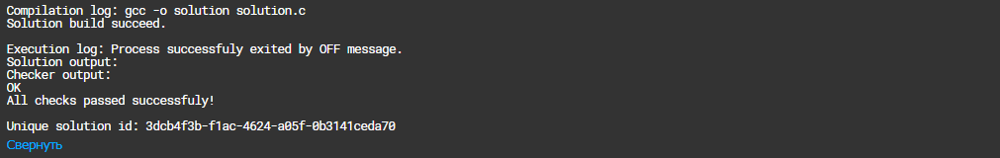 Compilation log: gcc -o solution solution.c
Solution build succeed.
Execution log: Process successfuly exited by OFF message.
Solution output:
Checker output:
OK
All checks passed successfuly!
Unique solution id: 3dcb4f3b-f1ac-4624-a05f-0b3141ceda70
Свернуть